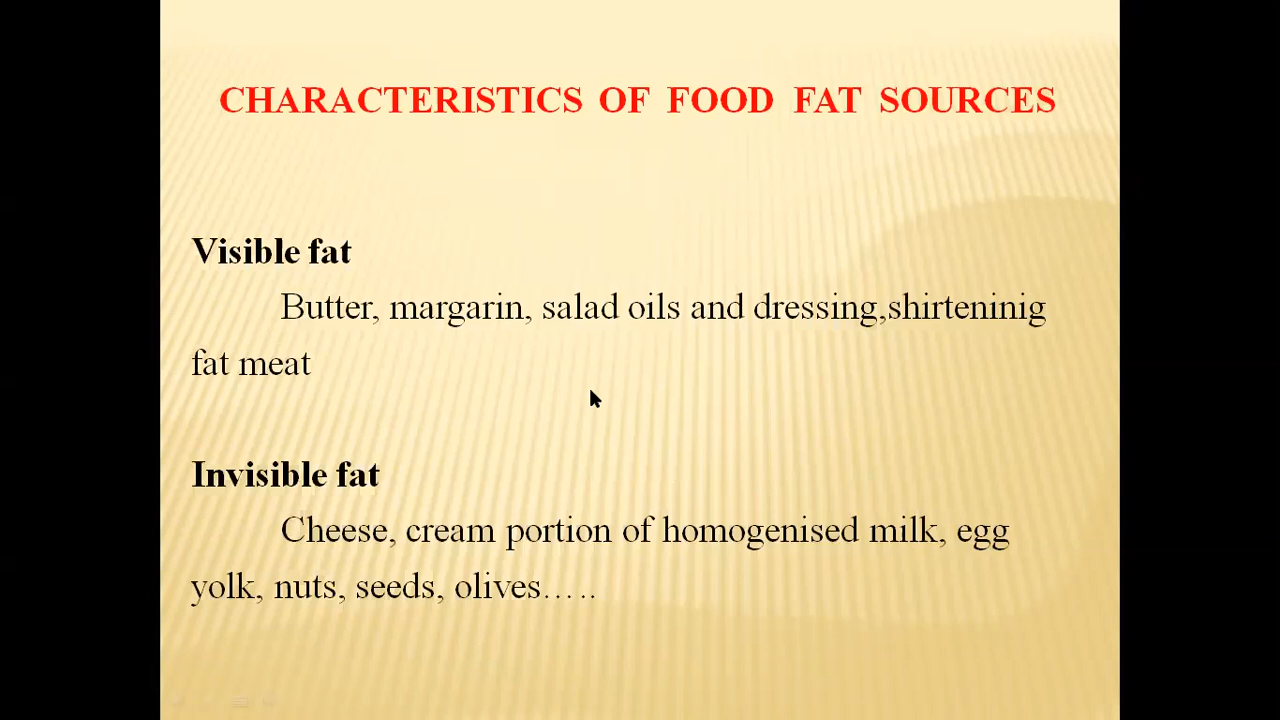 CHARACTERISTICS OF FOOD FAT SOURCES
Visible fat
Butter, margarin, salad oils and dressing,shirteninig
fat meat
Invisible fat
Cheese, cream portion of homogenised milk, egg
yolk, nuts, seeds, olives…..